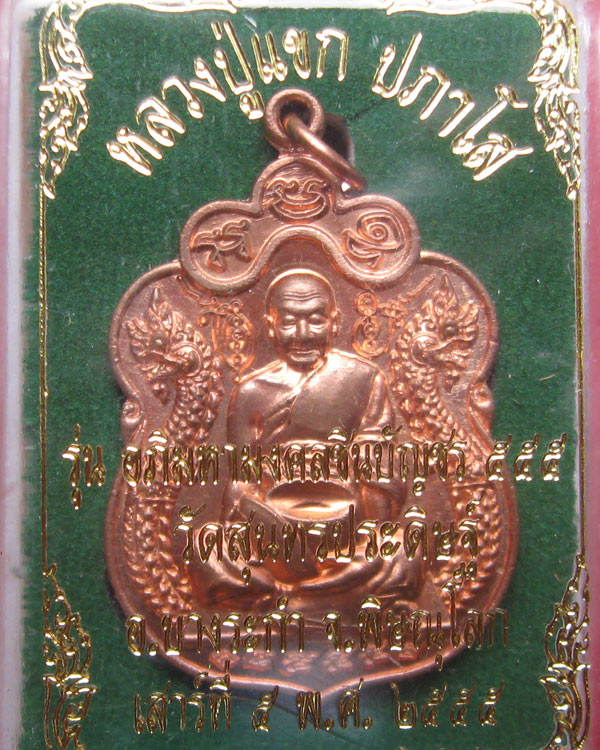 หลวงปู่แขก ปภาโส
รุ่น อภิมหามงคลชินบัญชร ๕๕๕
วัดสุนทรประดิษฐ์
อ.บางระกำ จ.พิษณุโลก
เสาร์ที่ ๕ พ.ศ. ๒๕๕๕